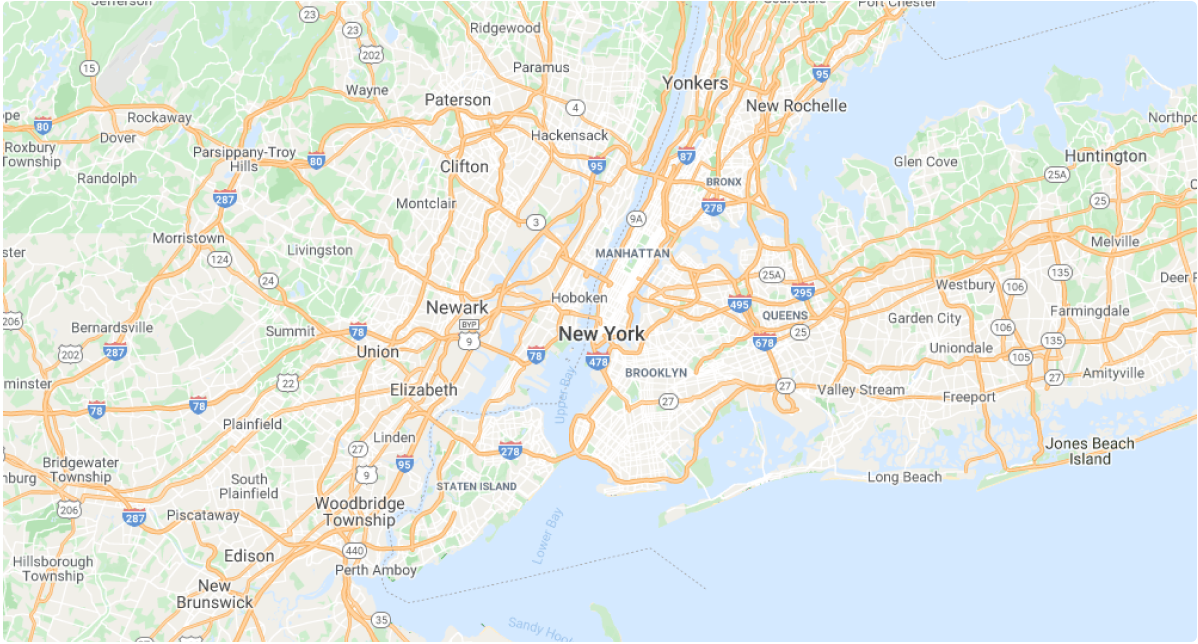 Jefferson
23
23
202
Ridgewood
Scarsdale
Port Chester
15
Paramus
Yonkers
95
Wayne
Paterson
4
New Rochelle
80
Rockaway
Dover
Hackensack
Roxbury
Township
Parsippany-Troy
Hills
80
Clifton
95
87
Glen Cove
Huntington
25A
Randolph
BRONX
287
Montclair
278
25
3
9A
Morristown
Livingston
MANHATTAN
Melville
124
24
25A
135
Westbury
106
Hoboken
295
495
Newark
Garden City
Farmingdale
206
Bernardsville
Summit
78
BYP
9
New York
QUEENS
25
106
202
287
Union
78
478
678
Uniondale
135
105
BROOKLYN
22
Elizabeth
Upper Bay
27
Valley Stream
27
Amityville
78
78
27
Freeport
Plainfield
Linden
27
278
Jones Beach
Island
Bridgewater
Township
95
9
South
Plainfield
STATEN ISLAND
Long Beach
206
287
Piscataway
Woodbridge
Township
Lower Bay
Edison
440
Hillsborough
Township
Perth Amboy
New
Brunswick
35
Sandy Hook